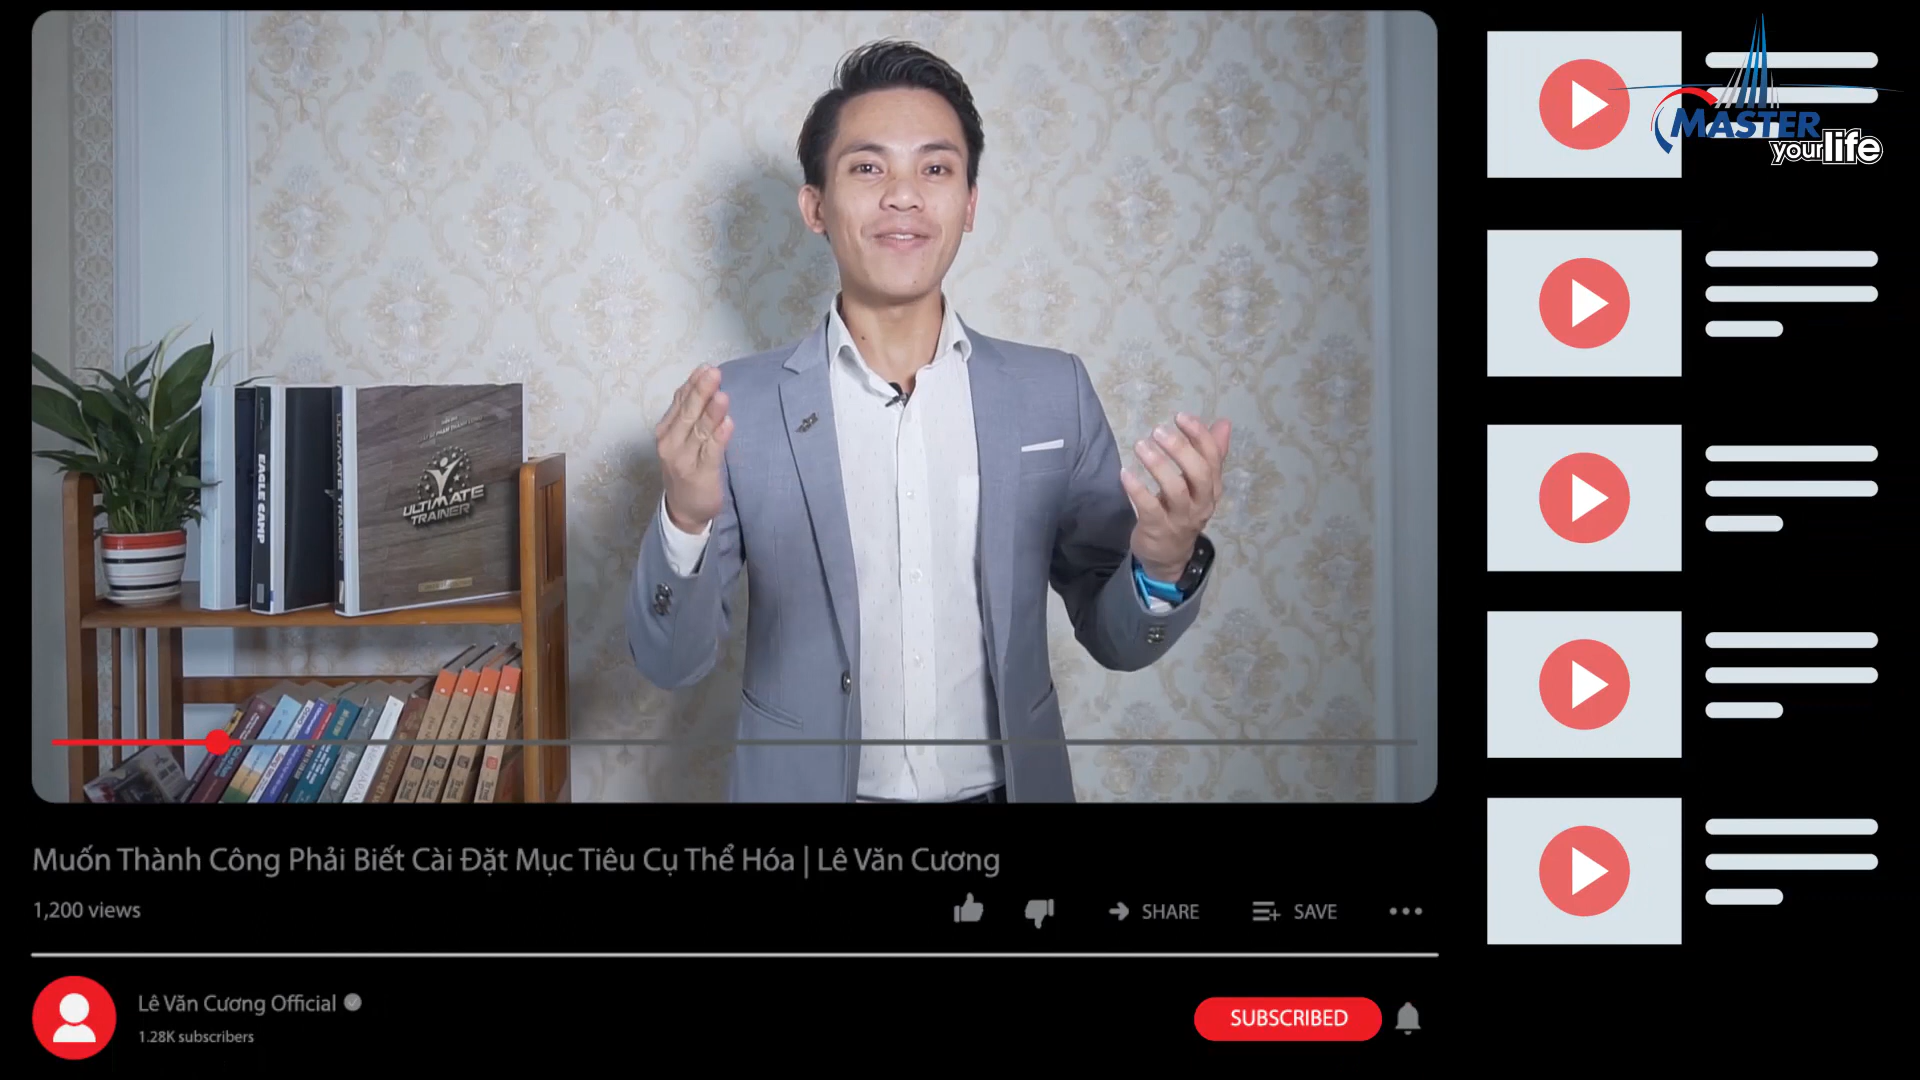 MASTER
your life
EAGLE CAMP
ULTIMATE TRAINER
ULTIMATE
TRAINER
Muốn Thành Công Phải Biết Cài Đặt Mục Tiêu Cụ Thể Hóa | Lê Văn Cương
1,200 views
SHARE
SAVE
Lê Văn Cương Official
1.28K subscribers
SUBSCRIBED